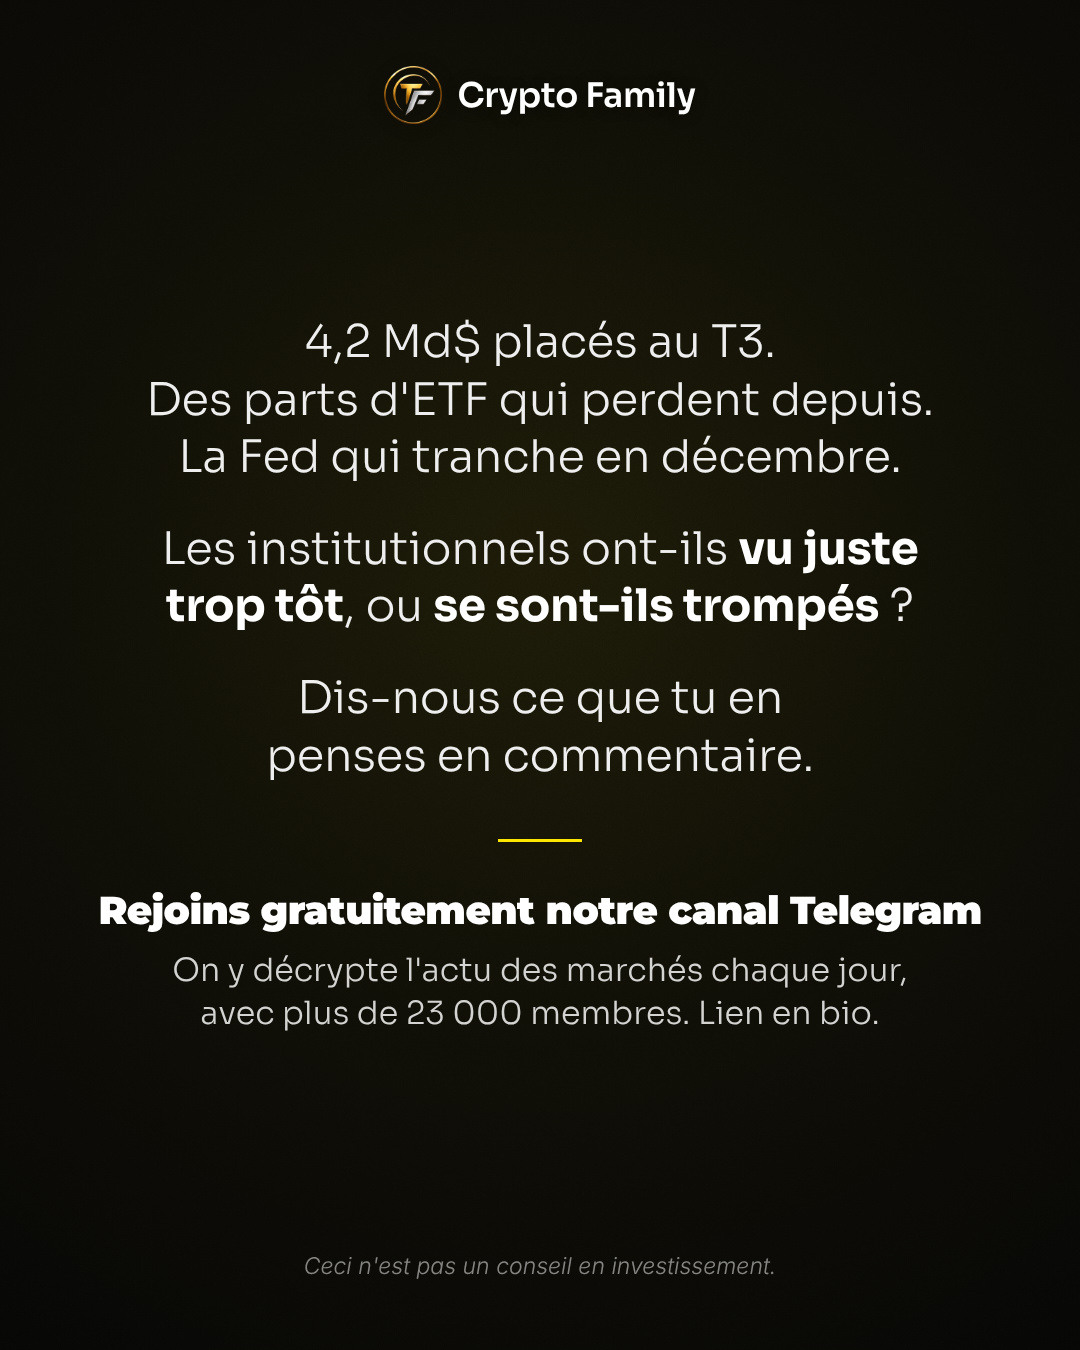 TF Crypto Family
4,2 Md$ placés au T3.
Des parts d'ETF qui perdent depuis.
La Fed qui tranche en décembre.
Les institutionnels ont-ils vu juste
trop tôt, ou se sont-ils trompés ?
Dis-nous ce que tu en
penses en commentaire.
Rejoins gratuitement notre canal Telegram
On y décrypte l'actu des marchés chaque jour,
avec plus de 23 000 membres. Lien en bio.
Ceci n'est pas un conseil en investissement.